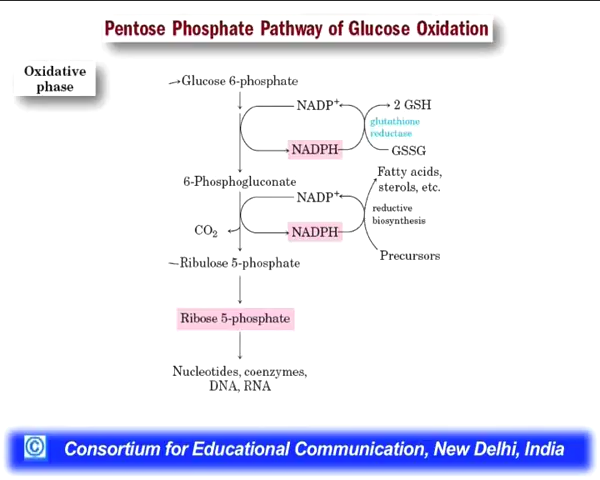 Pentose Phosphate Pathway of Glucose Oxidation
Oxidative
phase
Glucose 6-phosphate
NADP+
2 GSH
glutathione
reductase
NADPH
GSSG
6-Phosphogluconate
Fatty acids,
sterols, etc.
NADP+
reductive
biosynthesis
CO2
NADPH
Precursors
Ribulose 5-phosphate
Ribose 5-phosphate
Nucleotides, coenzymes,
DNA, RNA
© Consortium for Educational Communication, New Delhi, India